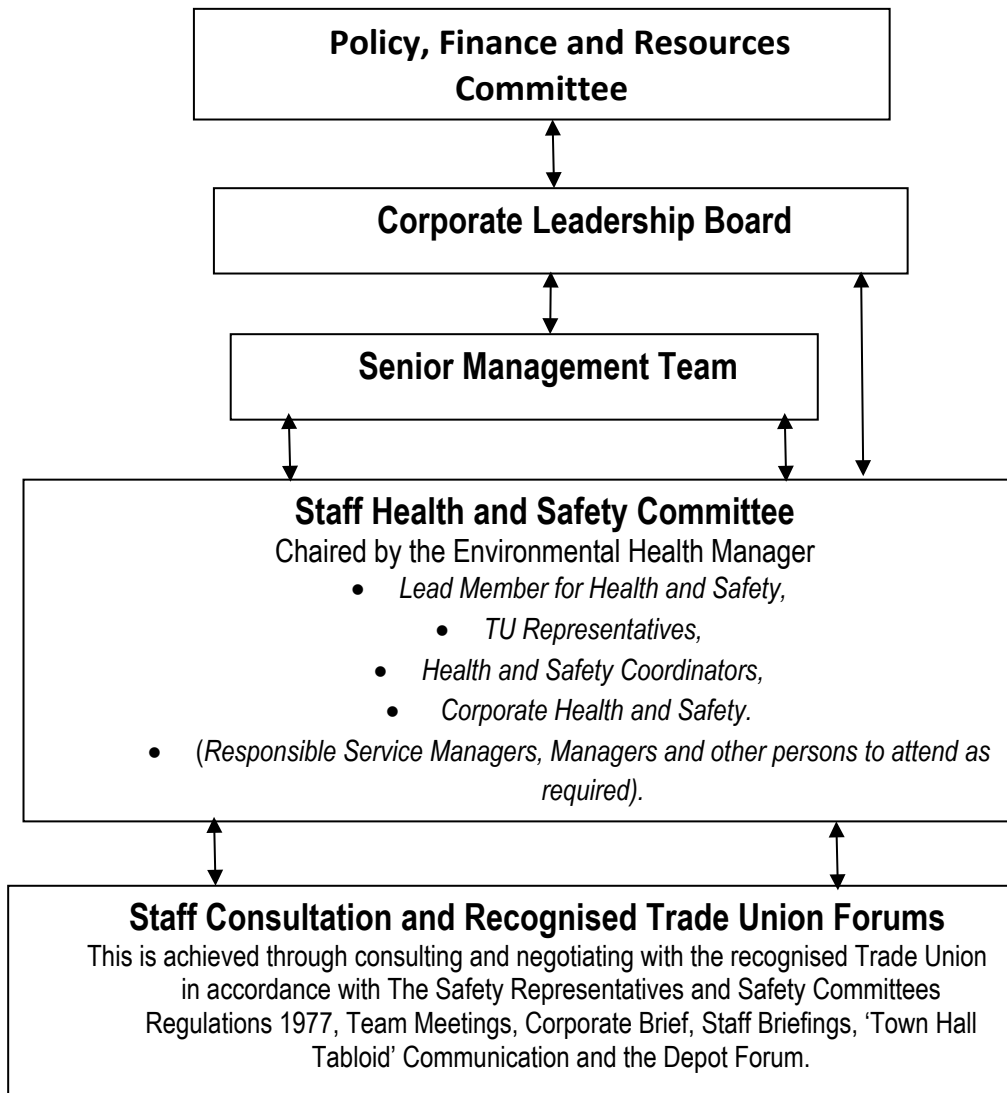 Policy, Finance and Resources
Committee
Corporate Leadership Board
Senior Management Team
Staff Health and Safety Committee
Chaired by the Environmental Health Manager
• Lead Member for Health and Safety,
• TU Representatives,
• Health and Safety Coordinators,
• Corporate Health and Safety.
• (Responsible Service Managers, Managers and other persons to attend as
required).
Staff Consultation and Recognised Trade Union Forums
This is achieved through consulting and negotiating with the recognised Trade Union
in accordance with The Safety Representatives and Safety Committees
Regulations 1977, Team Meetings, Corporate Brief, Staff Briefings, ‘Town Hall
Tabloid’ Communication and the Depot Forum.